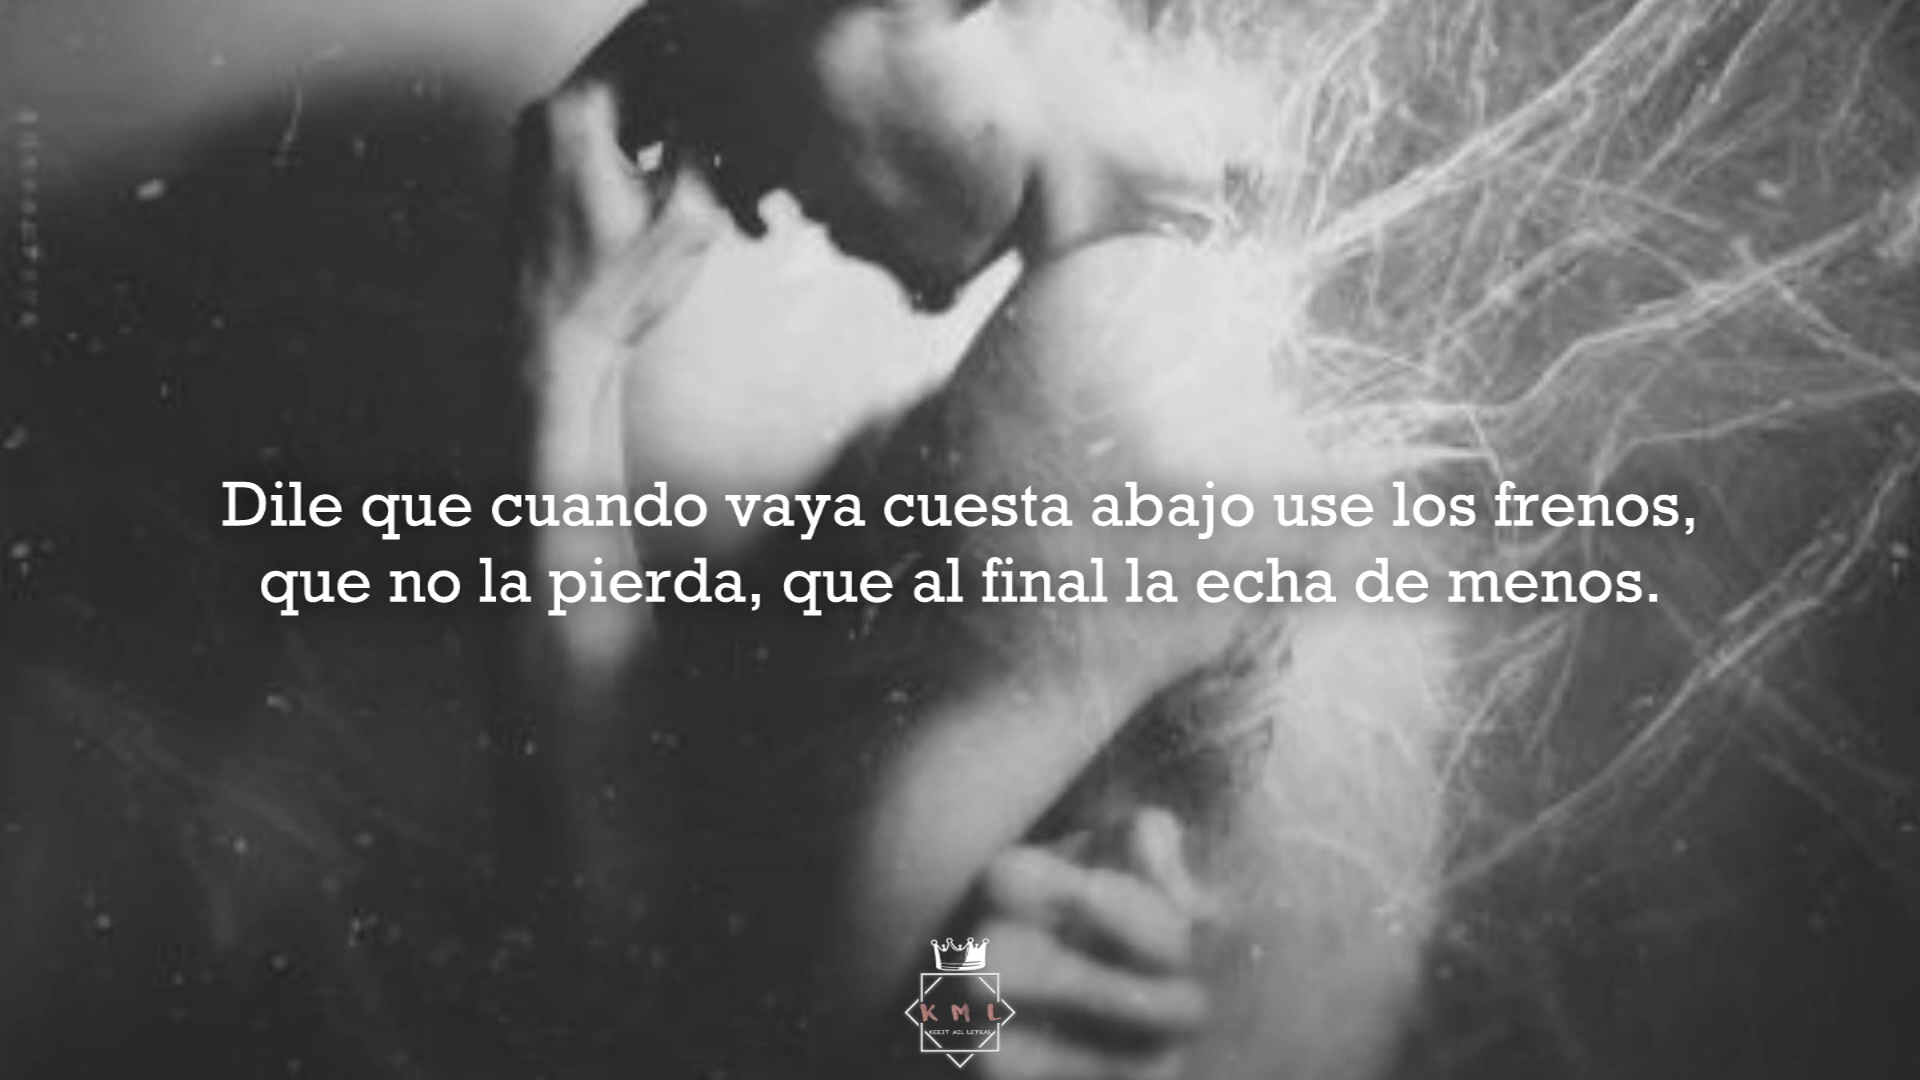 Dile que cuando vaya cuesta abajo use los frenos,
que no la pierda, que al final la echa de menos.
K M L